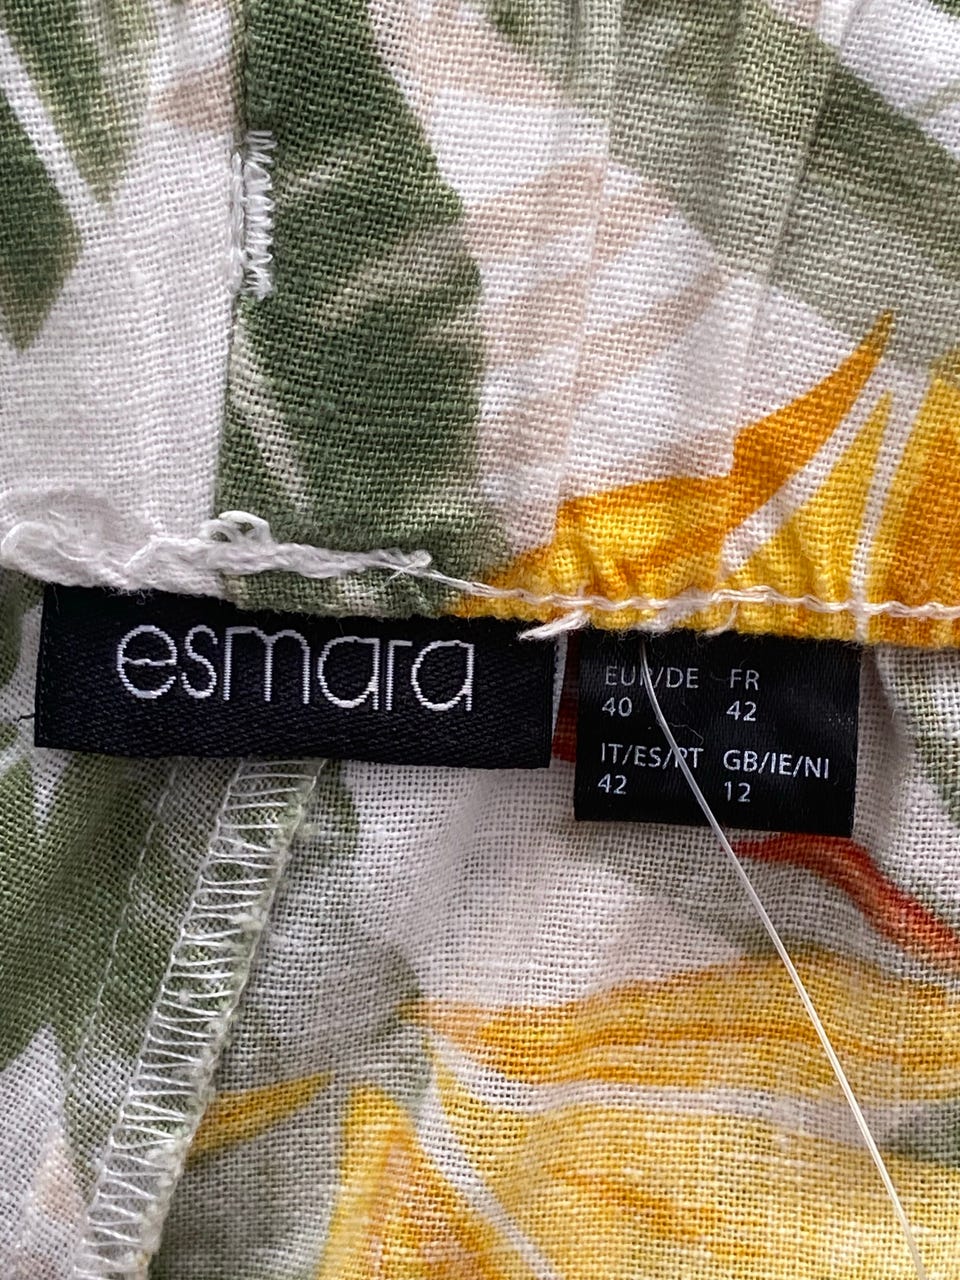 esmara
EUR/DE FR
40 42
IT/ES/PT GB/IE/NI
42 12